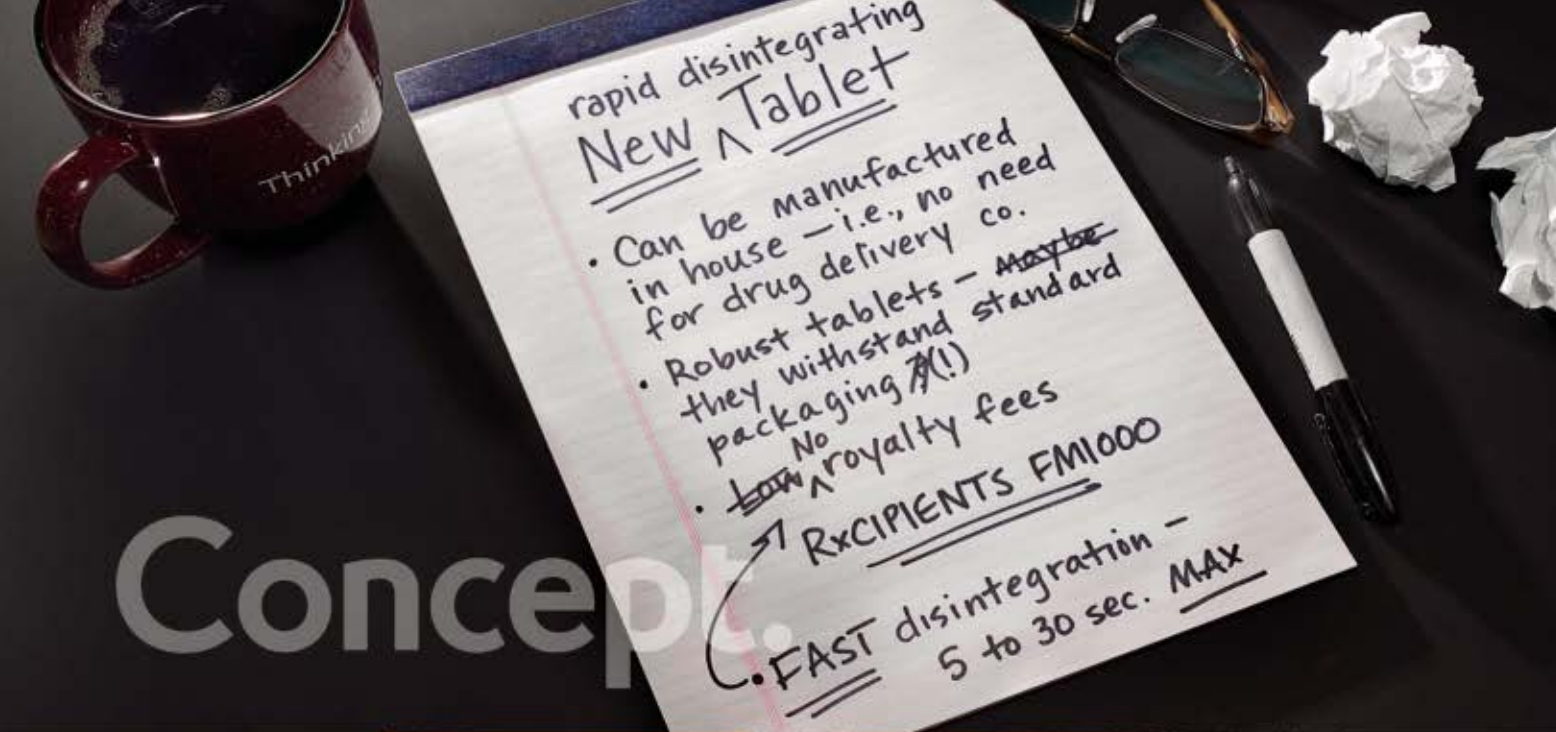 Thinking
rapid disintegrating
New ^ Tablet
• Can be manufactured
in house – i.e., no need
for drug delivery co.
• Robust tablets – Maybe
they withstand standard
packaging (!)
No
• Low ^ royalty fees
RxCIPIENTS FM1000
• FAST disintegration –
5 to 30 sec. MAX
Concept.